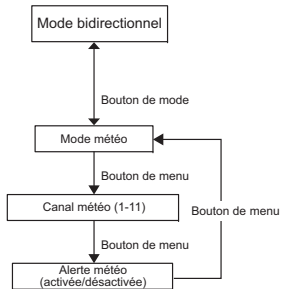 Mode bidirectionnel
Bouton de mode
Mode météo
Bouton de menu
Canal météo (1-11)
Bouton de menu
Bouton de menu
Alerte météo
(activée/désactivée)